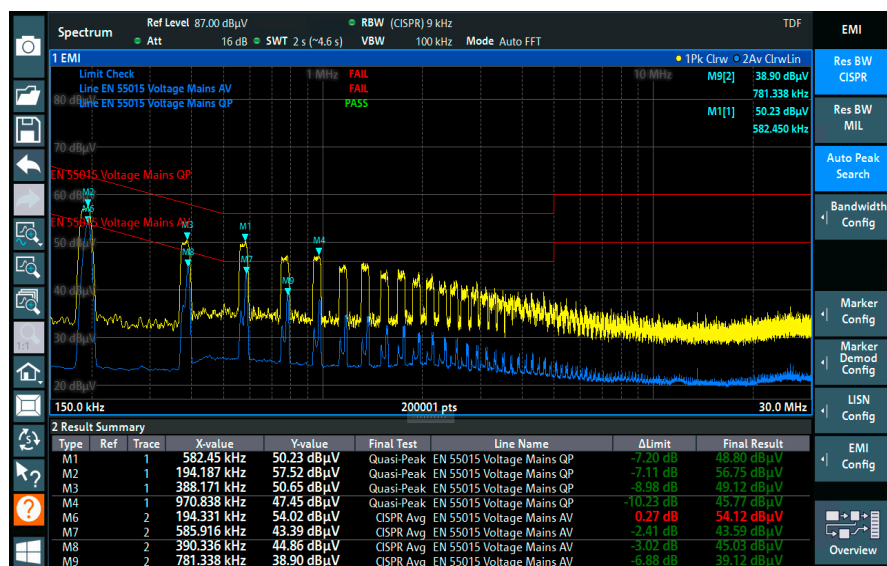 Spectrum
Ref Level 87.00 dBµV RBW (CISPR) 9 kHz TDF
Att 16 dB SWT 2 s (~4.6 s) VBW 100 kHz Mode Auto FFT
1 EMI 1Pk Clrw 2Av ClrwLin
Limit Check 1 MHz FAIL 10 MHz M9[2] 38.90 dBµV
Line EN 55015 Voltage Mains AV FAIL 781.338 kHz
80 dBµV Line EN 55015 Voltage Mains QP PASS
M1[1] 50.23 dBµV
582.450 kHz
70 dBµV
EN 55015 Voltage Mains QP
60 dBµV
M2
M6
EN 55015 Voltage Mains AV
M3
M1
50 dBµV
M4
M8
M7
M9
40 dBµV
30 dBµV
20 dBµV
150.0 kHz 200001 pts 30.0 MHz
2 Result Summary
Type Ref Trace X-value Y-value Final Test Line Name ΔLimit Final Result
M1 1 582.45 kHz 50.23 dBµV Quasi-Peak EN 55015 Voltage Mains QP -7.20 dB 48.80 dBµV
M2 1 194.187 kHz 57.52 dBµV Quasi-Peak EN 55015 Voltage Mains QP -7.11 dB 56.75 dBµV
M3 1 388.171 kHz 50.65 dBµV Quasi-Peak EN 55015 Voltage Mains QP -8.98 dB 49.12 dBµV
M4 1 970.838 kHz 47.45 dBµV Quasi-Peak EN 55015 Voltage Mains QP -10.23 dB 45.77 dBµV
M6 2 194.331 kHz 54.02 dBµV CISPR Avg EN 55015 Voltage Mains AV 0.27 dB 54.12 dBµV
M7 2 585.916 kHz 43.39 dBµV CISPR Avg EN 55015 Voltage Mains AV -2.41 dB 43.59 dBµV
M8 2 390.336 kHz 44.86 dBµV CISPR Avg EN 55015 Voltage Mains AV -3.02 dB 45.03 dBµV
M9 2 781.338 kHz 38.90 dBµV CISPR Avg EN 55015 Voltage Mains AV -6.88 dB 39.12 dBµV
EMI
Res BW
CISPR
Res BW
MIL
Auto Peak
Search
Bandwidth
Config
Marker
Config
Marker
Demod
Config
LISN
Config
EMI
Config
Overview
1:1